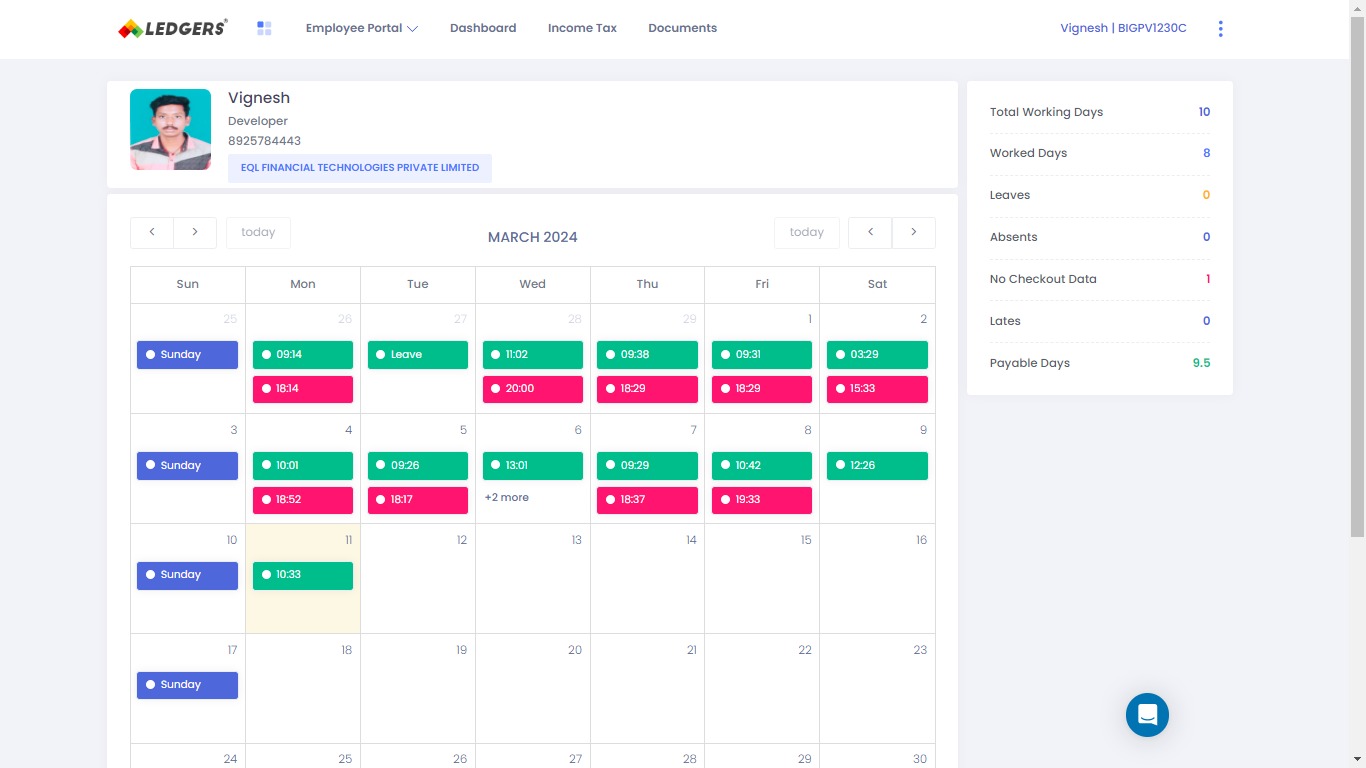 LEDGERS®
Employee Portal
Dashboard
Income Tax
Documents
Vignesh | BIGPV1230C
Vignesh
Developer
8925784443
EQL FINANCIAL TECHNOLOGIES PRIVATE LIMITED
today
MARCH 2024
today
Sun Mon Tue Wed Thu Fri Sat
25 26 27 28 29 1 2
Sunday 09:14 Leave 11:02 09:38 09:31 03:29
18:14 20:00 18:29 18:29 15:33
3 4 5 6 7 8 9
Sunday 10:01 09:26 13:01 09:29 10:42 12:26
18:52 18:17 +2 more 18:37 19:33
10 11 12 13 14 15 16
Sunday 10:33
17 18 19 20 21 22 23
Sunday
24 25 26 27 28 29 30
Total Working Days 10
Worked Days 8
Leaves 0
Absents 0
No Checkout Data 1
Lates 0
Payable Days 9.5